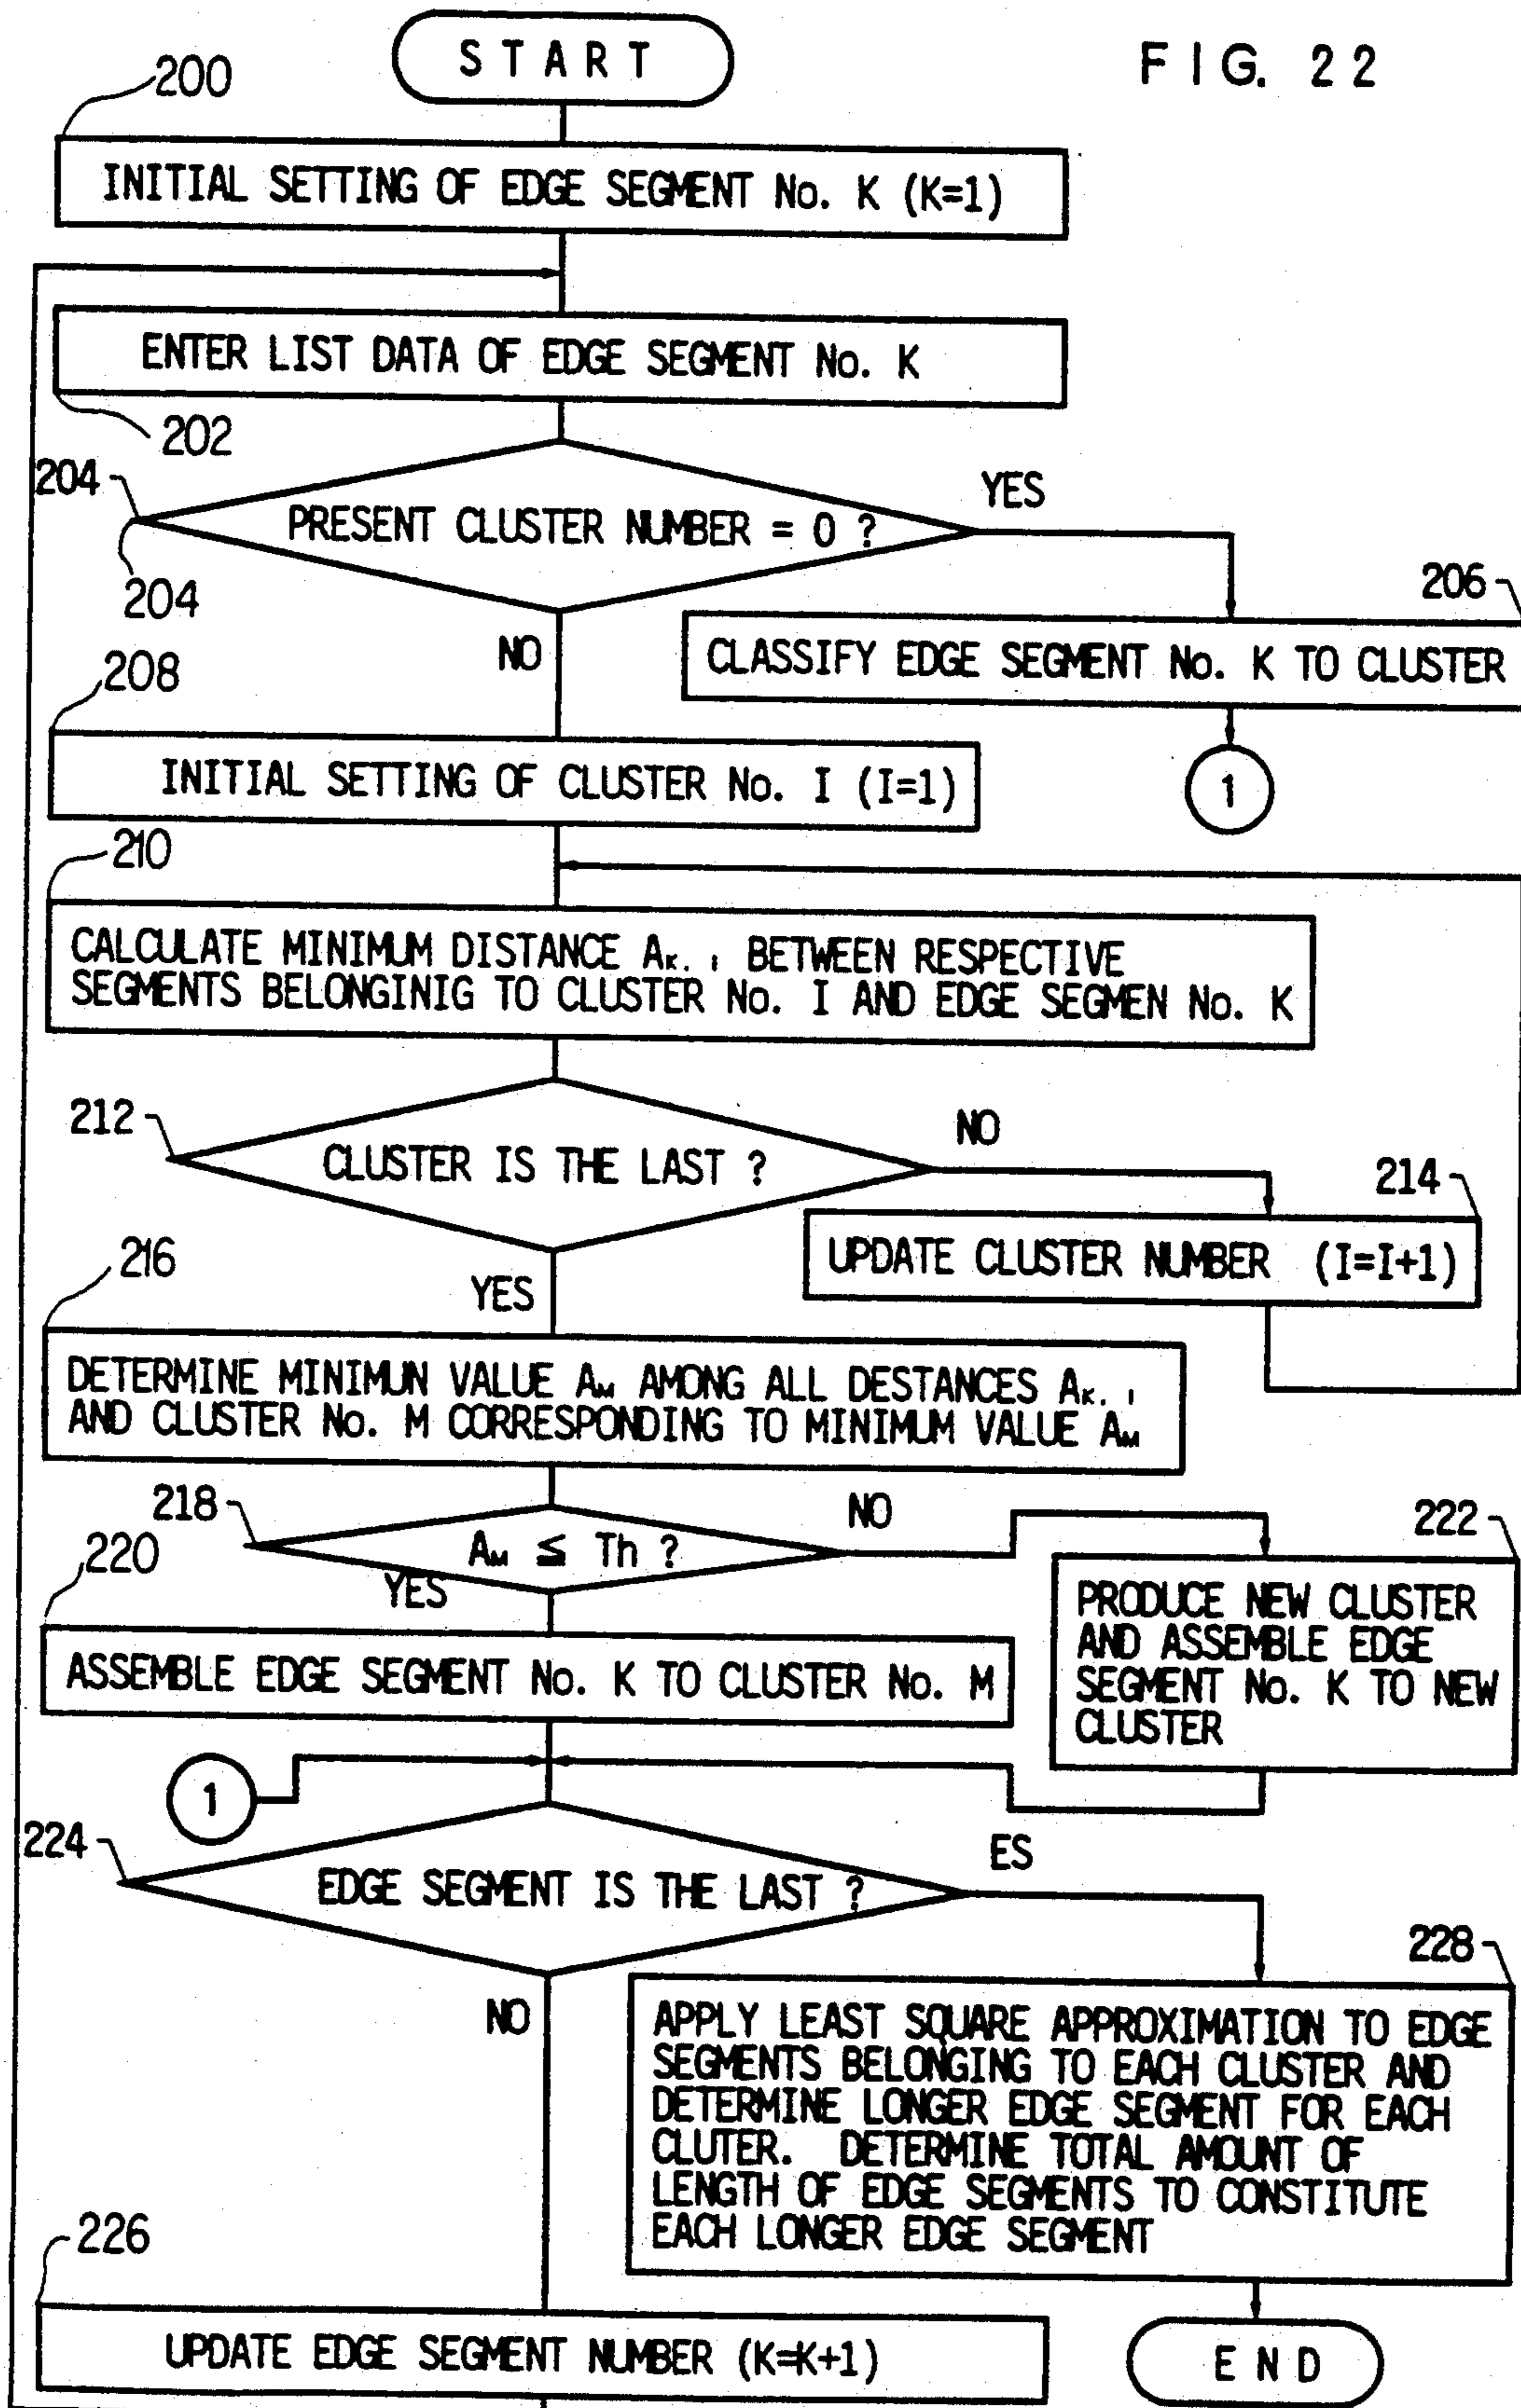 START
FIG. 22
200
INITIAL SETTING OF EDGE SEGMENT No. K (K=1)
ENTER LIST DATA OF EDGE SEGMENT No. K
202
204
PRESENT CLUSTER NUMBER = 0 ?
YES
204
206
NO
CLASSIFY EDGE SEGMENT No. K TO CLUSTER
208
INITIAL SETTING OF CLUSTER No. I (I=1)
1
210
CALCULATE MINIMUM DISTANCE AK. I BETWEEN RESPECTIVE
SEGMENTS BELONGINIG TO CLUSTER No. I AND EDGE SEGMEN No. K
212
CLUSTER IS THE LAST ?
NO
214
UPDATE CLUSTER NUMBER (I=I+1)
216
YES
DETERMINE MINIMUN VALUE AM AMONG ALL DESTANCES AK. I
AND CLUSTER No. M CORRESPONDING TO MINIMUM VALUE AM
218
AM ≦ Th ?
NO
222
220
YES
PRODUCE NEW CLUSTER
AND ASSEMBLE EDGE
SEGMENT No. K TO NEW
CLUSTER
ASSEMBLE EDGE SEGMENT No. K TO CLUSTER No. M
1
224
EDGE SEGMENT IS THE LAST ?
ES
228
NO
APPLY LEAST SQUARE APPROXIMATION TO EDGE
SEGMENTS BELONGING TO EACH CLUSTER AND
DETERMINE LONGER EDGE SEGMENT FOR EACH
CLUTER. DETERMINE TOTAL AMOUNT OF
LENGTH OF EDGE SEGMENTS TO CONSTITUTE
EACH LONGER EDGE SEGMENT
226
UPDATE EDGE SEGMENT NUMBER (K=K+1)
END